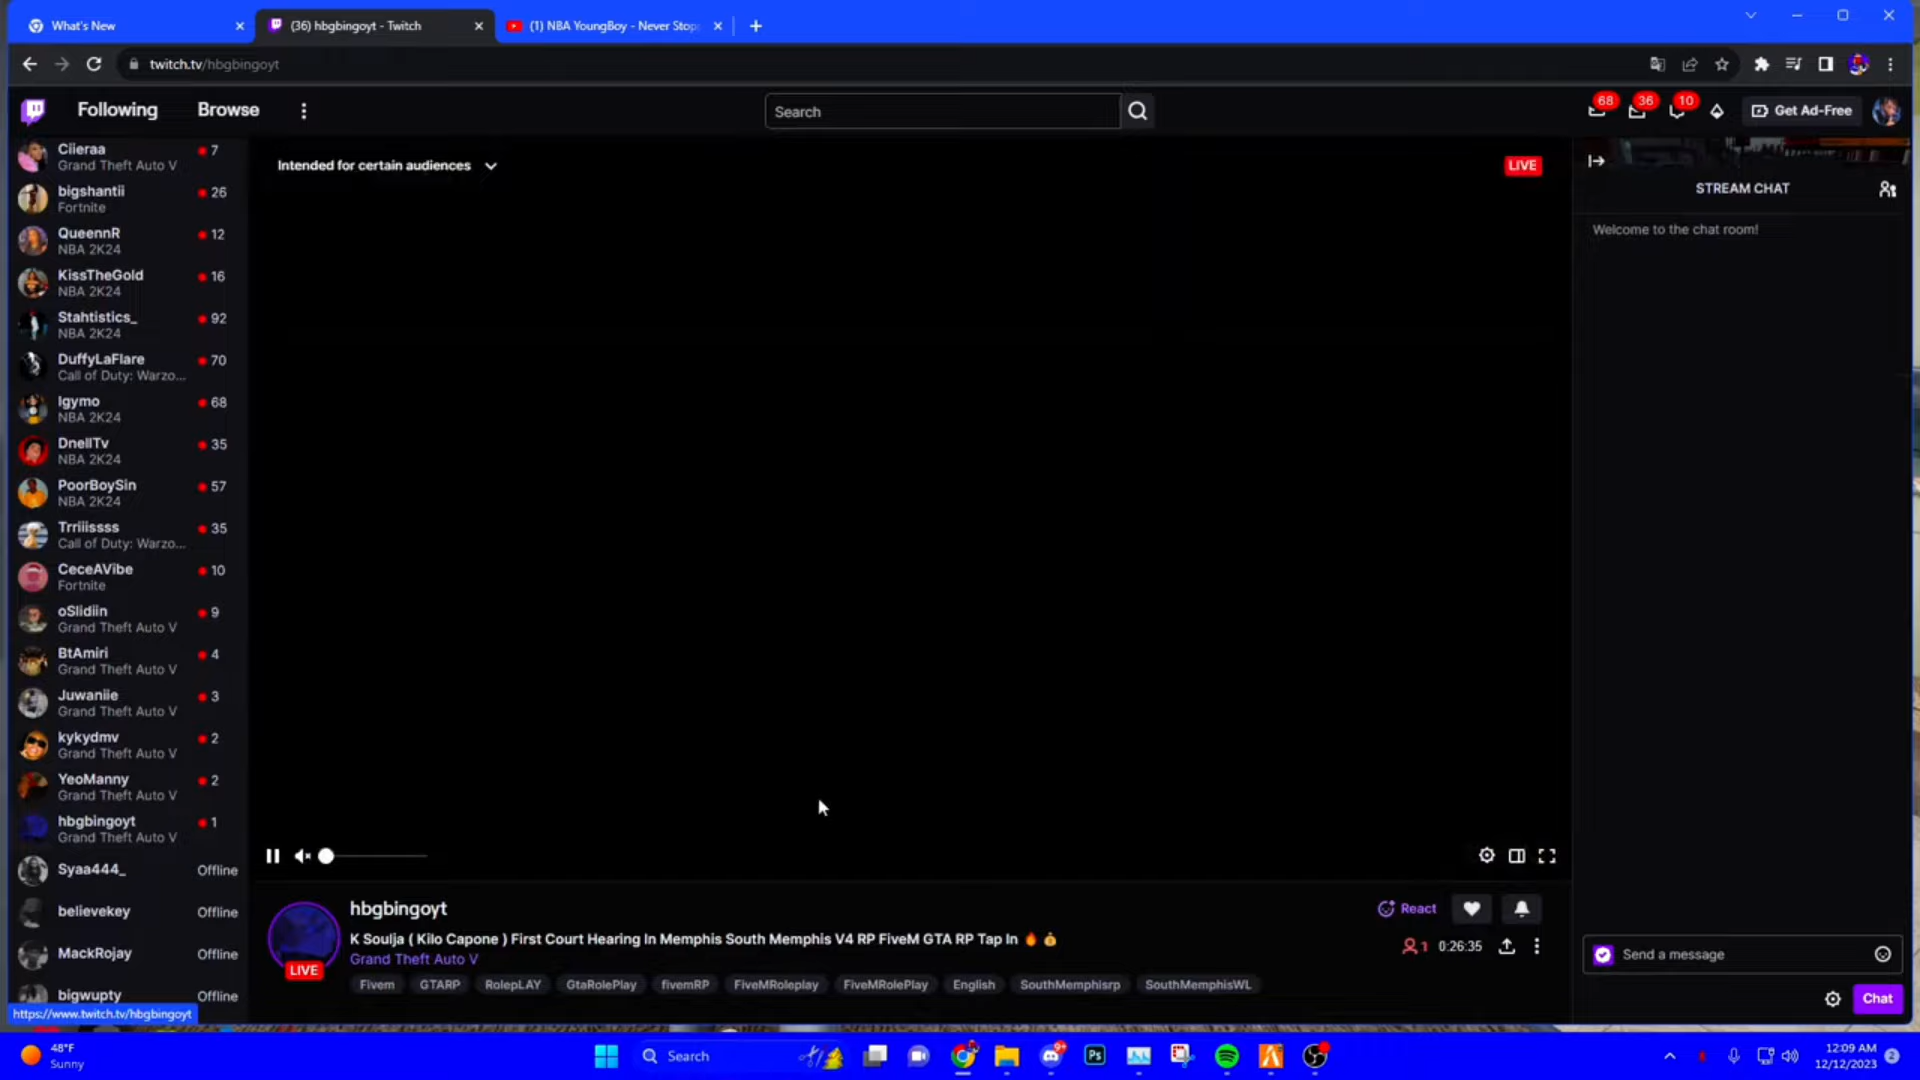 What's New
(36) hbgbingoyt - Twitch
(1) NBA YoungBoy - Never Stop
twitch.tv/hbgbingoyt
Following
Browse
Search
68
36
10
Get Ad-Free
Ciieraa
7
Grand Theft Auto V
bigshantii
26
Fortnite
QueennR
12
NBA 2K24
KissTheGold
16
NBA 2K24
Stahtistics_
92
NBA 2K24
DuffyLaFlare
70
Call of Duty: Warzo...
Igymo
68
NBA 2K24
DnellTv
35
NBA 2K24
PoorBoySin
57
NBA 2K24
Trriiissss
35
Call of Duty: Warzo...
CeceAVibe
10
Fortnite
oSlidiin
9
Grand Theft Auto V
BtAmiri
4
Grand Theft Auto V
Juwaniie
3
Grand Theft Auto V
kykydmv
2
Grand Theft Auto V
YeoManny
2
Grand Theft Auto V
hbgbingoyt
1
Grand Theft Auto V
Syaa444_
Offline
believekey
Offline
MackRojay
Offline
bigwupty
Offline
https://www.twitch.tv/hbgbingoyt
Intended for certain audiences
LIVE
hbgbingoyt
React
K Soulja ( Kilo Capone ) First Court Hearing In Memphis South Memphis V4 RP FiveM GTA RP Tap In 🔥 💰
1
0:26:35
Grand Theft Auto V
LIVE
Fivem
GTARP
RolepLAY
GtaRolePlay
fivemRP
FiveMRoleplay
FiveMRolePlay
English
SouthMemphisrp
SouthMemphisWL
STREAM CHAT
Welcome to the chat room!
Send a message
Chat
48°F
Sunny
Search
Ps
12:09 AM
12/12/2023
2